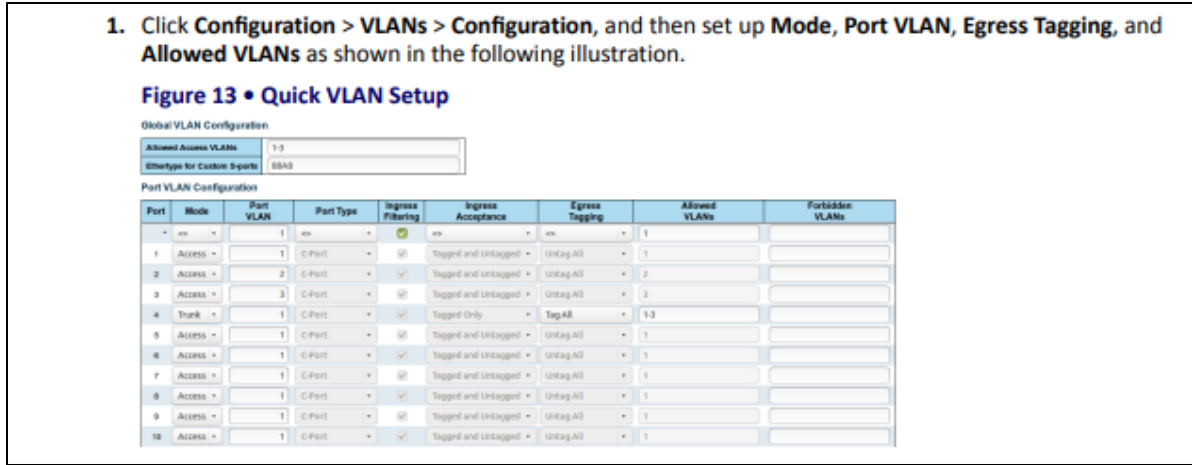 1. Click Configuration > VLANs > Configuration, and then set up Mode, Port VLAN, Egress Tagging, and
Allowed VLANs as shown in the following illustration.
Figure 13 • Quick VLAN Setup
Global VLAN Configuration
Allowed Access VLANs 1-3
Ethertype for Custom S-ports 88A8
Port VLAN Configuration
Port Mode Port VLAN Port Type Ingress Filtering Ingress Acceptance Egress Tagging Allowed VLANs Forbidden VLANs
* <> 1 <> <> <> 1
1 Access 1 C-Port Tagged and Untagged Untag All 1
2 Access 2 C-Port Tagged and Untagged Untag All 2
3 Access 3 C-Port Tagged and Untagged Untag All 3
4 Trunk 1 C-Port Tagged Only Tag All 1-3
5 Access 1 C-Port Tagged and Untagged Untag All 1
6 Access 1 C-Port Tagged and Untagged Untag All 1
7 Access 1 C-Port Tagged and Untagged Untag All 1
8 Access 1 C-Port Tagged and Untagged Untag All 1
9 Access 1 C-Port Tagged and Untagged Untag All 1
10 Access 1 C-Port Tagged and Untagged Untag All 1